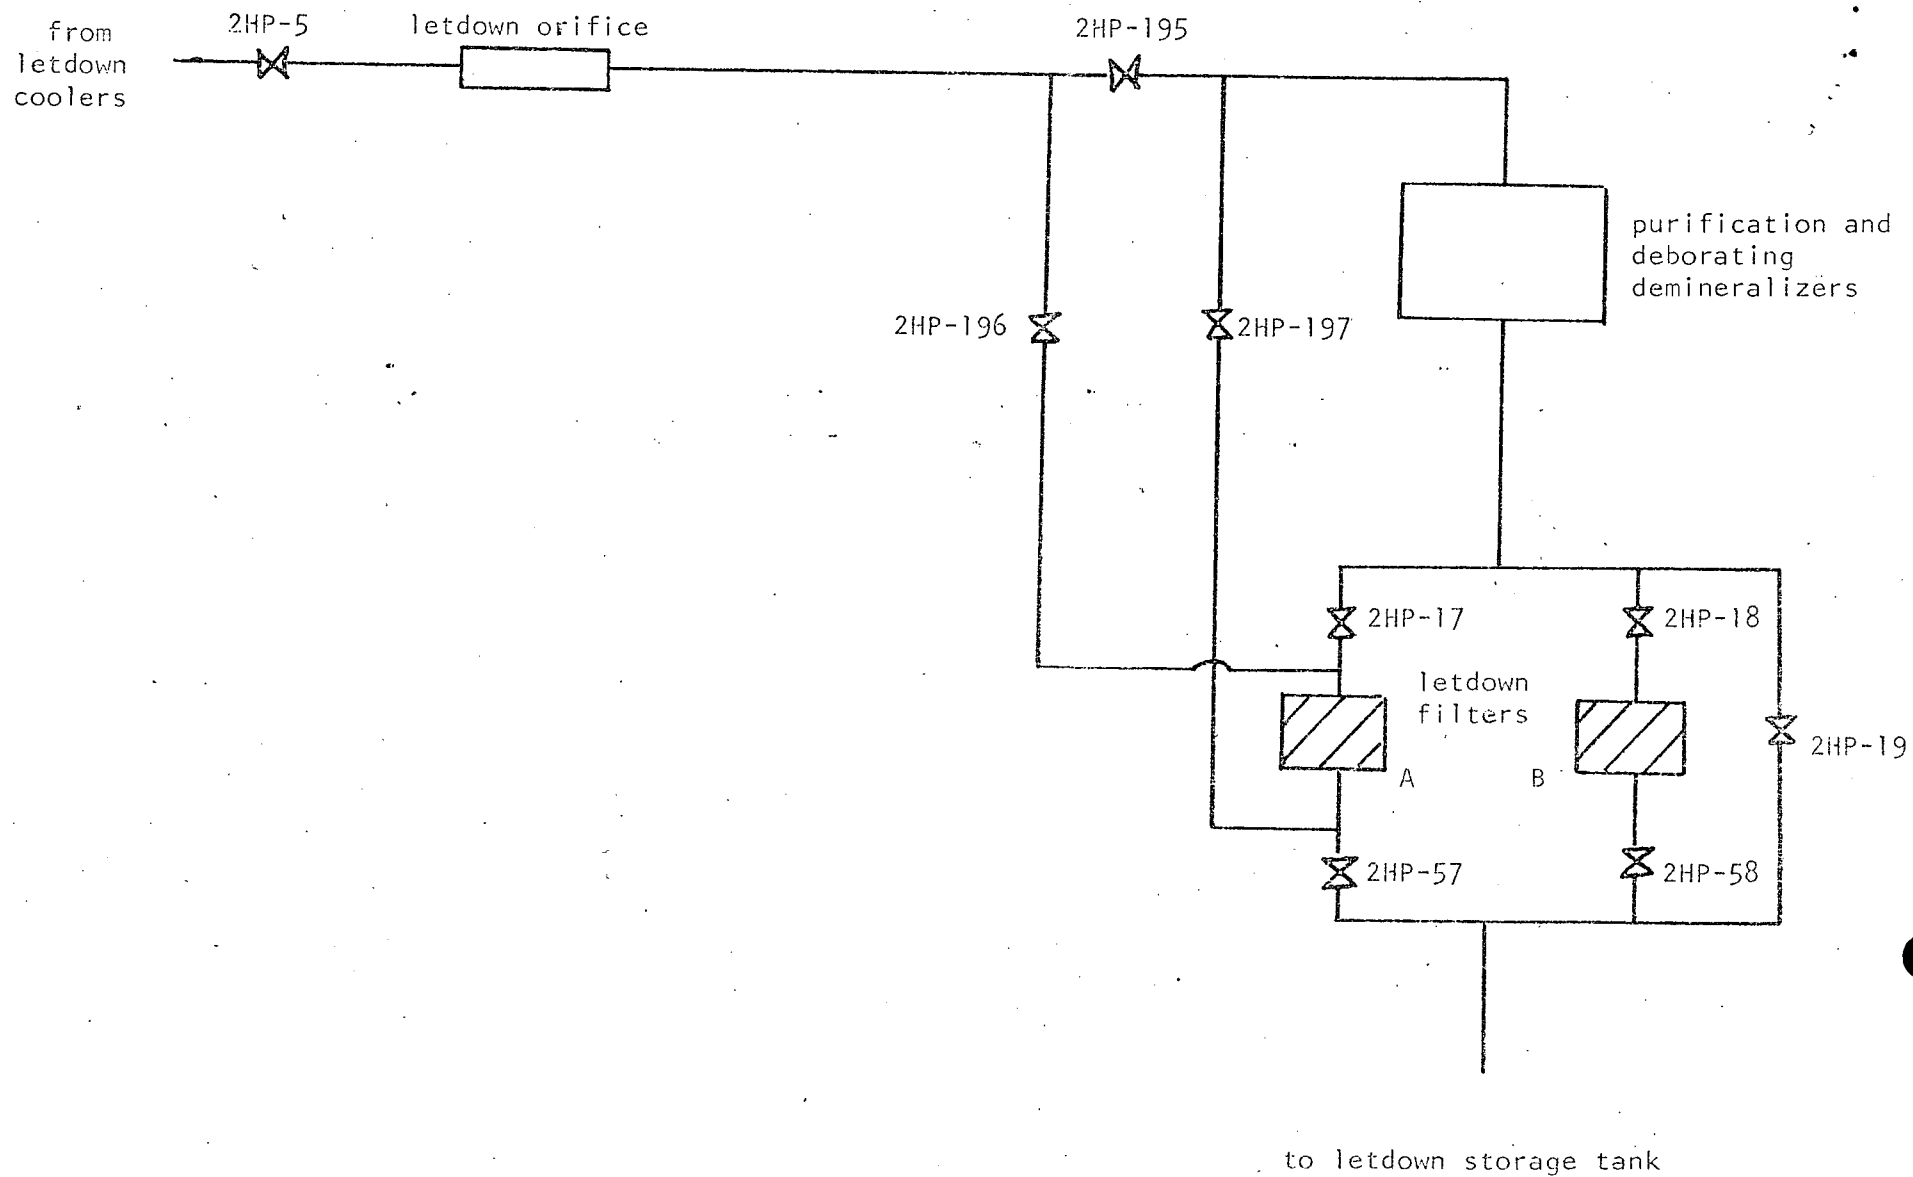 from
letdown
coolers
2HP-5
letdown orifice
2HP-195
purification and
deborating
demineralizers
2HP-196
2HP-197
2HP-17
2HP-18
letdown
filters
2HP-19
A
B
2HP-57
2HP-58
to letdown storage tank